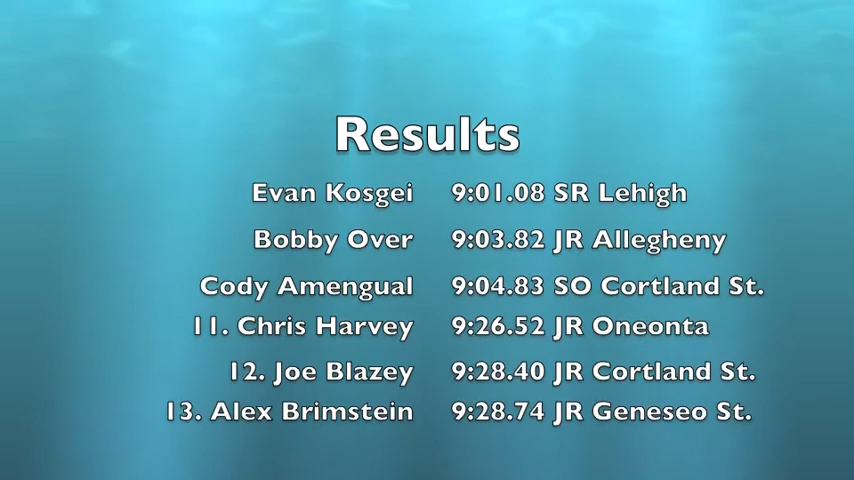 Results
Evan Kosgei 9:01.08 SR Lehigh
Bobby Over 9:03.82 JR Allegheny
Cody Amengual 9:04.83 SO Cortland St.
11. Chris Harvey 9:26.52 JR Oneonta
12. Joe Blazey 9:28.40 JR Cortland St.
13. Alex Brimstein 9:28.74 JR Geneseo St.